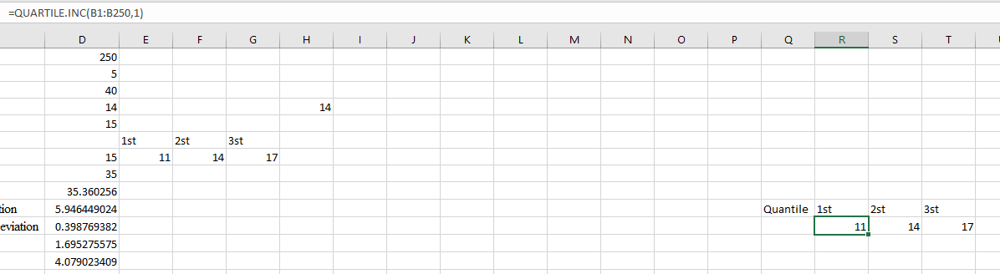 =QUARTILE.INC(B1:B250,1)
D E F G H I J K L M N O P Q R S T
250
5
40
14 14
15
1st 2st 3st
15 11 14 17
35
35.360256
tion 5.946449024 Quantile 1st 2st 3st
eviation 0.398769382 11 14 17
1.695275575
4.079023409